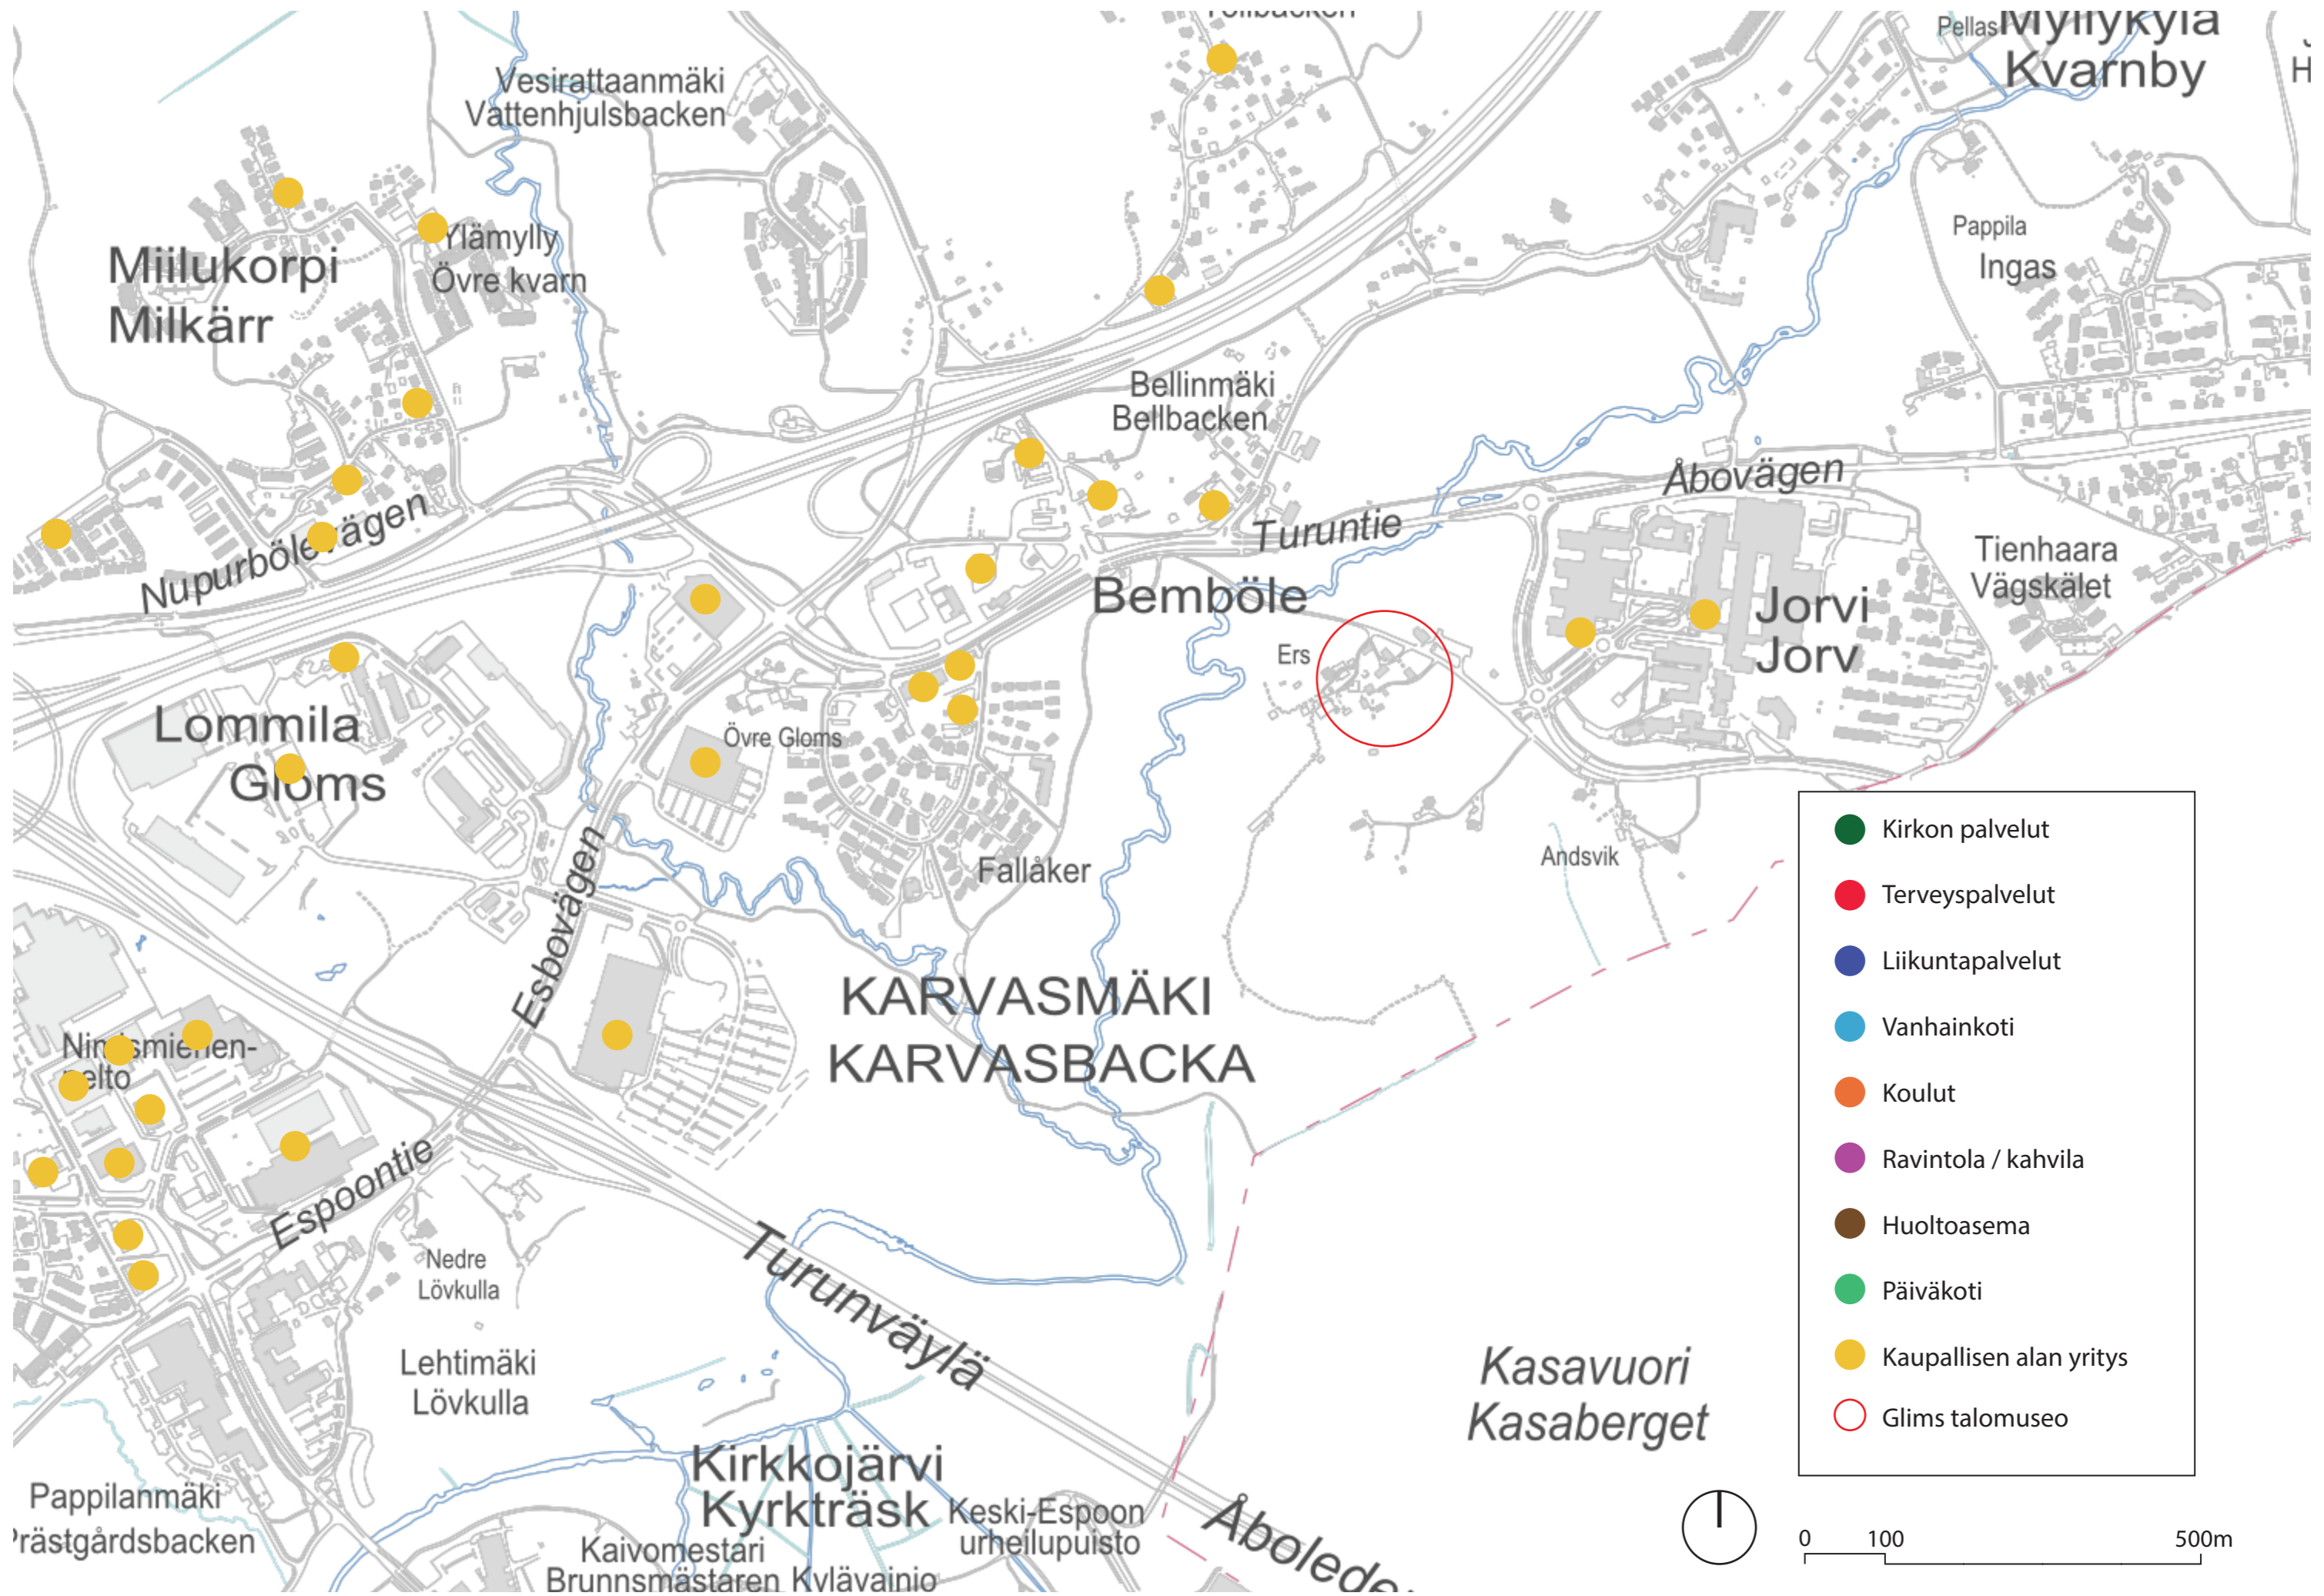 Myllykylä
Pellas
Kvarnby
Vesirattaanmäki
Vattenhjulsbacken
Ylämylly
Övre kvarn
Miilukorpi
Milkärr
Pappila
Ingas
Bellinmäki
Bellbacken
Åbovägen
Turuntie
Nupurbölevägen
Bemböle
Tienhaara
Vägskälet
Jorvi
Jorv
Ers
Lommila
Gloms
Övre Gloms
Fallåker
Andsvik
Esbovägen
KARVASMÄKI
KARVASBACKA
Espoontie
Nedre
Lövkulla
Lehtimäki
Lövkulla
Turunväylä
Kasavuori
Kasaberget
Kirkkojärvi
Kyrkträsk
Keski-Espoon
urheilupuisto
Pappilanmäki
Prästgårdsbacken
Kaivomestari
Brunnsmästaren
Kylävainio
Kirkon palvelut
Terveyspalvelut
Liikuntapalvelut
Vanhainkoti
Koulut
Ravintola / kahvila
Huoltoasema
Päiväkoti
Kaupallisen alan yritys
Glims talomuseo
0 100 500m